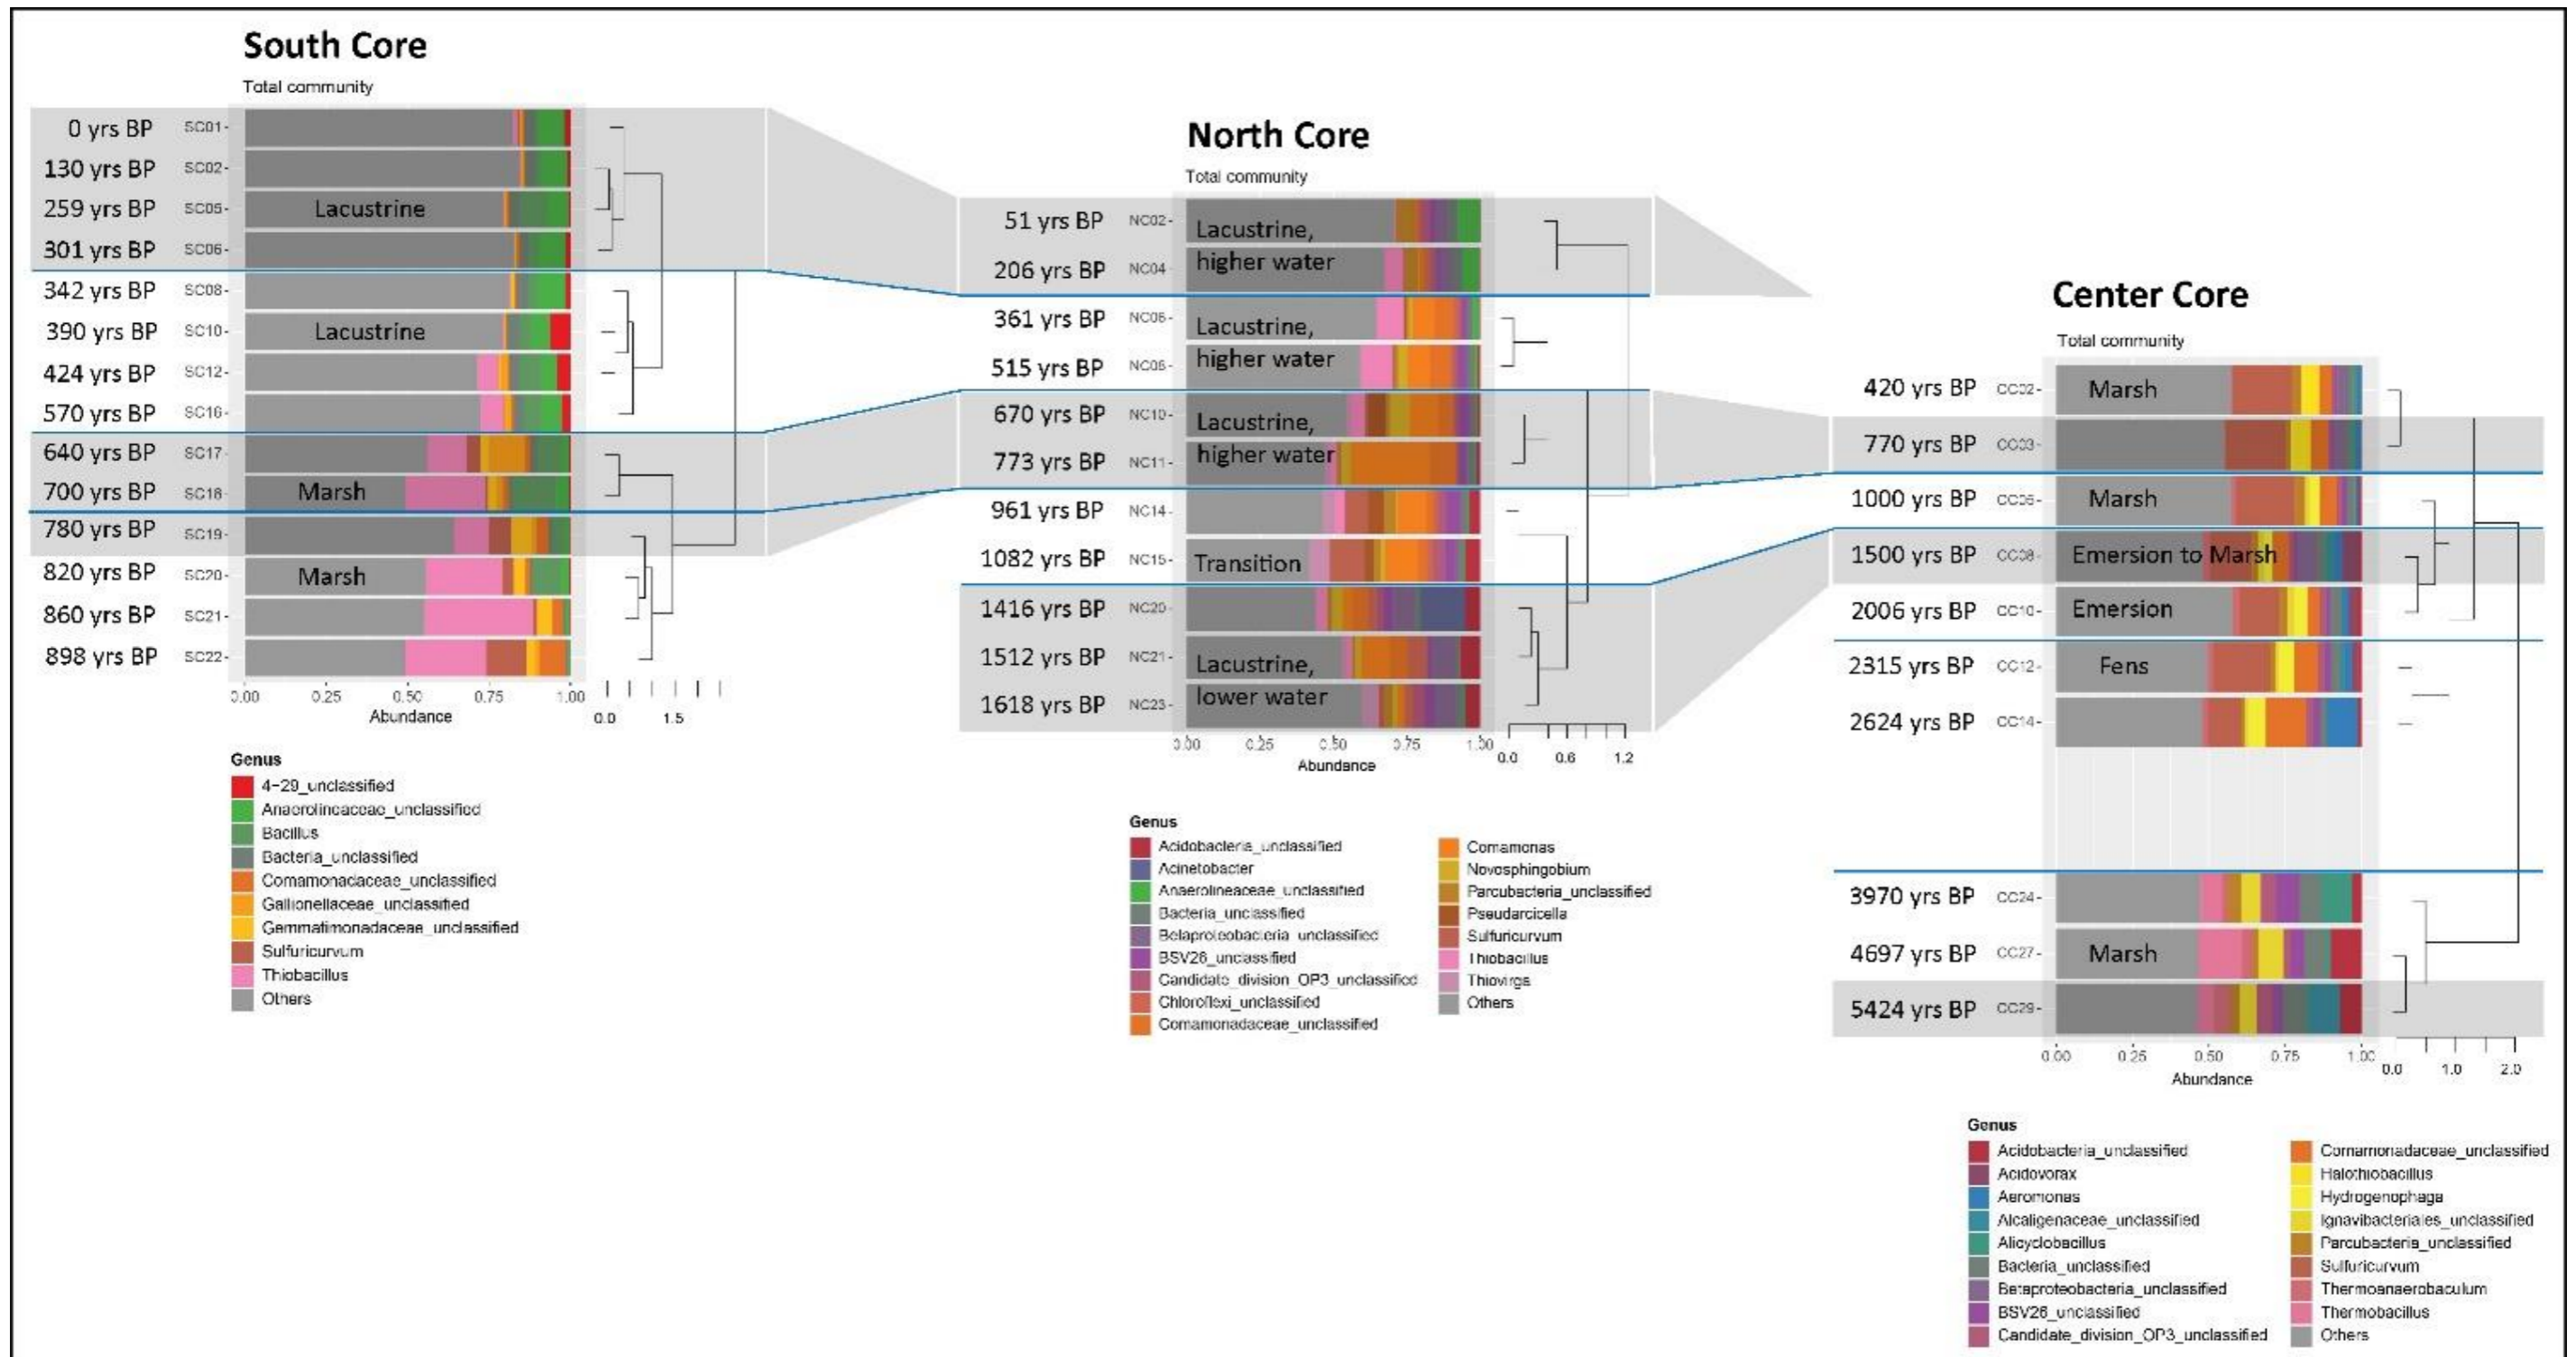 South Core
Total community
0 yrs BP SC01
130 yrs BP SC02
259 yrs BP SC05 Lacustrine
301 yrs BP SC06
342 yrs BP SC08
390 yrs BP SC10 Lacustrine
424 yrs BP SC12
570 yrs BP SC16
640 yrs BP SC17
700 yrs BP SC18 Marsh
780 yrs BP SC19
820 yrs BP SC20 Marsh
860 yrs BP SC21
898 yrs BP SC22
0.00 0.25 0.50 0.75 1.00
Abundance
0.0 1.5
Genus
4-29_unclassified
Anaerolineaceae_unclassified
Bacillus
Bacteria_unclassified
Comamonadaceae_unclassified
Gallionellaceae_unclassified
Gemmatimonadaceae_unclassified
Sulfuricurvum
Thiobacillus
Others
North Core
Total community
51 yrs BP NC02 Lacustrine,
206 yrs BP NC04 higher water
361 yrs BP NC06 Lacustrine,
515 yrs BP higher water
670 yrs BP NC10 Lacustrine,
773 yrs BP NC11 higher water
961 yrs BP NC14
1082 yrs BP NC15 Transition
1416 yrs BP NC20
1512 yrs BP NC21 Lacustrine,
1618 yrs BP NC23 lower water
0.00 0.25 0.50 0.75 1.00
Abundance
0.0 0.6 1.2
Genus
Acidobacteria_unclassified
Acinetobacter
Anaerolineaceae_unclassified
Bacteria_unclassified
Betaproteobacteria_unclassified
BSV26_unclassified
Candidate_division_OP3_unclassified
Chloroflexi_unclassified
Comamonadaceae_unclassified
Comamonas
Novosphingobium
Parcubacteria_unclassified
Pseudarcicella
Sulfuricurvum
Thiobacillus
Thiovirga
Others
Center Core
Total community
420 yrs BP CC02 Marsh
770 yrs BP CC03
1000 yrs BP CC05 Marsh
1500 yrs BP CC08 Emersion to Marsh
2006 yrs BP CC10 Emersion
2315 yrs BP CC12 Fens
2624 yrs BP CC14
3970 yrs BP CC24
4697 yrs BP CC27 Marsh
5424 yrs BP CC29
0.00 0.25 0.50 0.75 1.00
Abundance
0.0 1.0 2.0
Genus
Acidobacteria_unclassified
Acidovorax
Aeromonas
Alcaligenaceae_unclassified
Alicyclobacillus
Bacteria_unclassified
Betaproteobacteria_unclassified
BSV26_unclassified
Candidate_division_OP3_unclassified
Comamonadaceae_unclassified
Halothiobacillus
Hydrogenophaga
Ignavibacteriales_unclassified
Parcubacteria_unclassified
Sulfuricurvum
Thermoanaerobaculum
Thermobacillus
Others